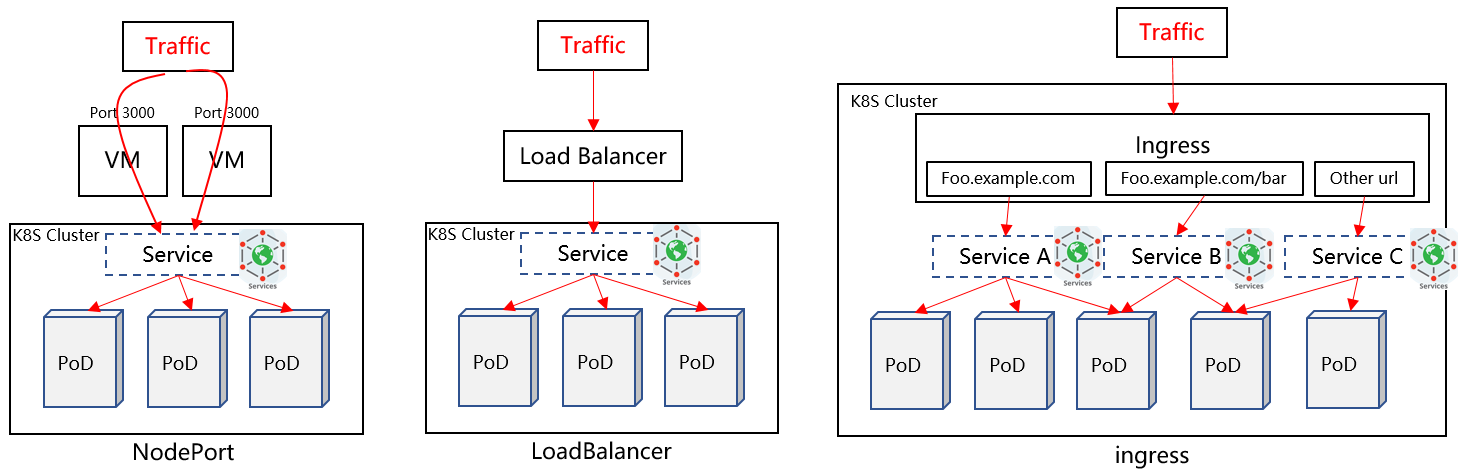 Traffic
Port 3000
Port 3000
VM
VM
K8S Cluster
Service
Services
PoD
PoD
PoD
NodePort
Traffic
Load Balancer
K8S Cluster
Service
Services
PoD
PoD
PoD
LoadBalancer
Traffic
K8S Cluster
Ingress
Foo.example.com
Foo.example.com/bar
Other url
Service A
Services
Service B
Services
Service C
Services
PoD
PoD
PoD
PoD
PoD
ingress